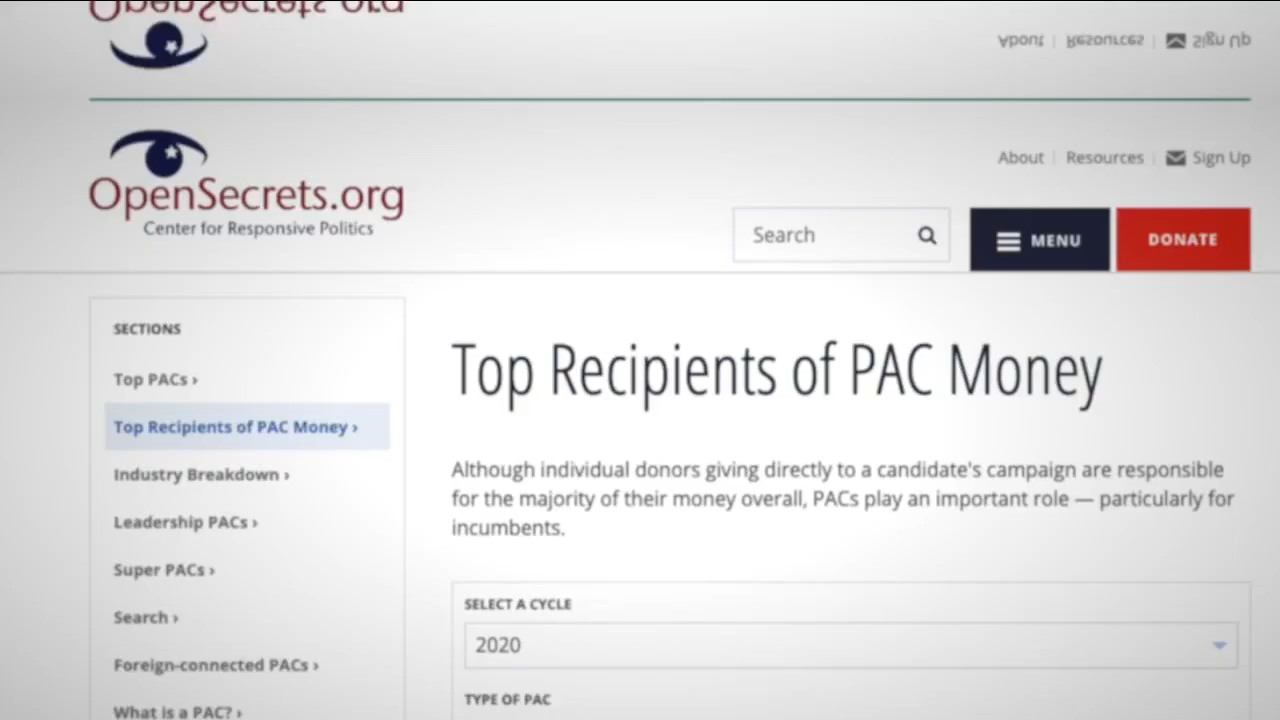 OpenSecrets.org
About | Resources | Sign Up
About | Resources | Sign Up
OpenSecrets.org
Center for Responsive Politics
Search
MENU
DONATE
SECTIONS
Top PACs ›
Top Recipients of PAC Money ›
Industry Breakdown ›
Leadership PACs ›
Super PACs ›
Search ›
Foreign-connected PACs ›
What is a PAC? ›
Top Recipients of PAC Money
Although individual donors giving directly to a candidate's campaign are responsible
for the majority of their money overall, PACs play an important role — particularly for
incumbents.
SELECT A CYCLE
2020
TYPE OF PAC